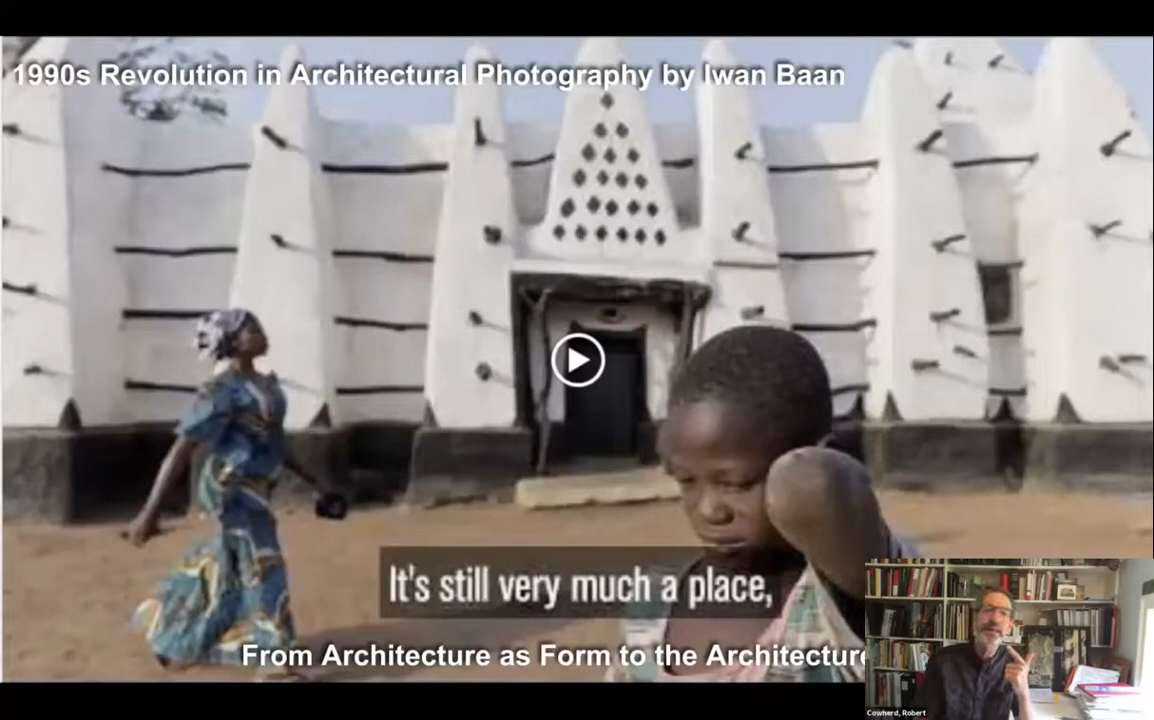 1990s Revolution in Architectural Photography by Iwan Baan
It's still very much a place,
From Architecture as Form to the Architecture
Cowherd, Robert